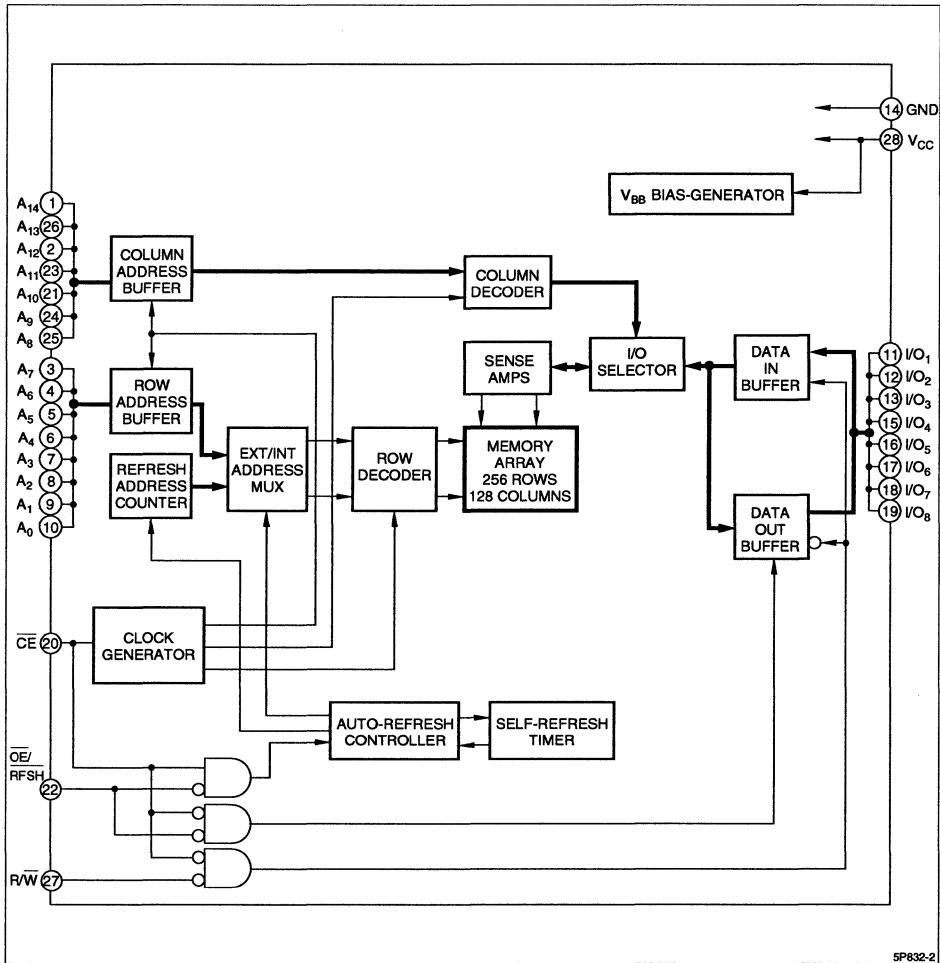 14 GND
28 VCC
VBB BIAS-GENERATOR
A14 1
A13 26
A12 2
A11 23
A10 21
A9 24
A8 25
COLUMN
ADDRESS
BUFFER
COLUMN
DECODER
A7 3
A6 4
A5 5
A4 6
A3 7
A2 8
A1 9
A0 10
ROW
ADDRESS
BUFFER
REFRESH
ADDRESS
COUNTER
EXT/INT
ADDRESS
MUX
ROW
DECODER
SENSE
AMPS
MEMORY
ARRAY
256 ROWS
128 COLUMNS
I/O
SELECTOR
DATA
IN
BUFFER
DATA
OUT
BUFFER
11 I/O1
12 I/O2
13 I/O3
15 I/O4
16 I/O5
17 I/O6
18 I/O7
19 I/O8
C̅E̅ 20
CLOCK
GENERATOR
AUTO-REFRESH
CONTROLLER
SELF-REFRESH
TIMER
O̅E̅/
R̅F̅S̅H̅
22
R/W̅ 27
5P832-2